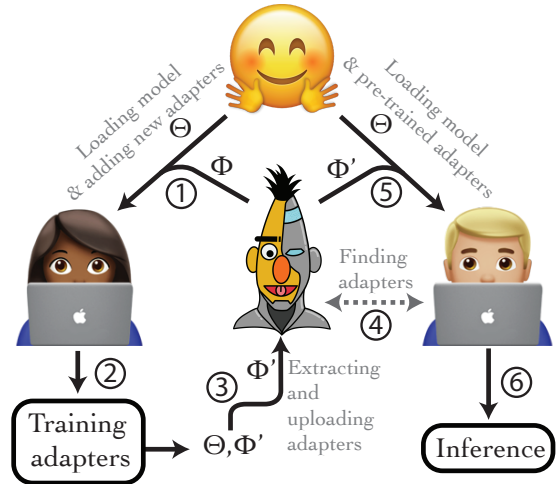 Loading model
& adding new adapters
Θ
Φ
①
Loading model
& pre-trained adapters
Θ
Φ'
⑤
Finding
adapters
④
②
Training
adapters
Θ,Φ'
③
Φ'
Extracting
and
uploading
adapters
⑥
Inference